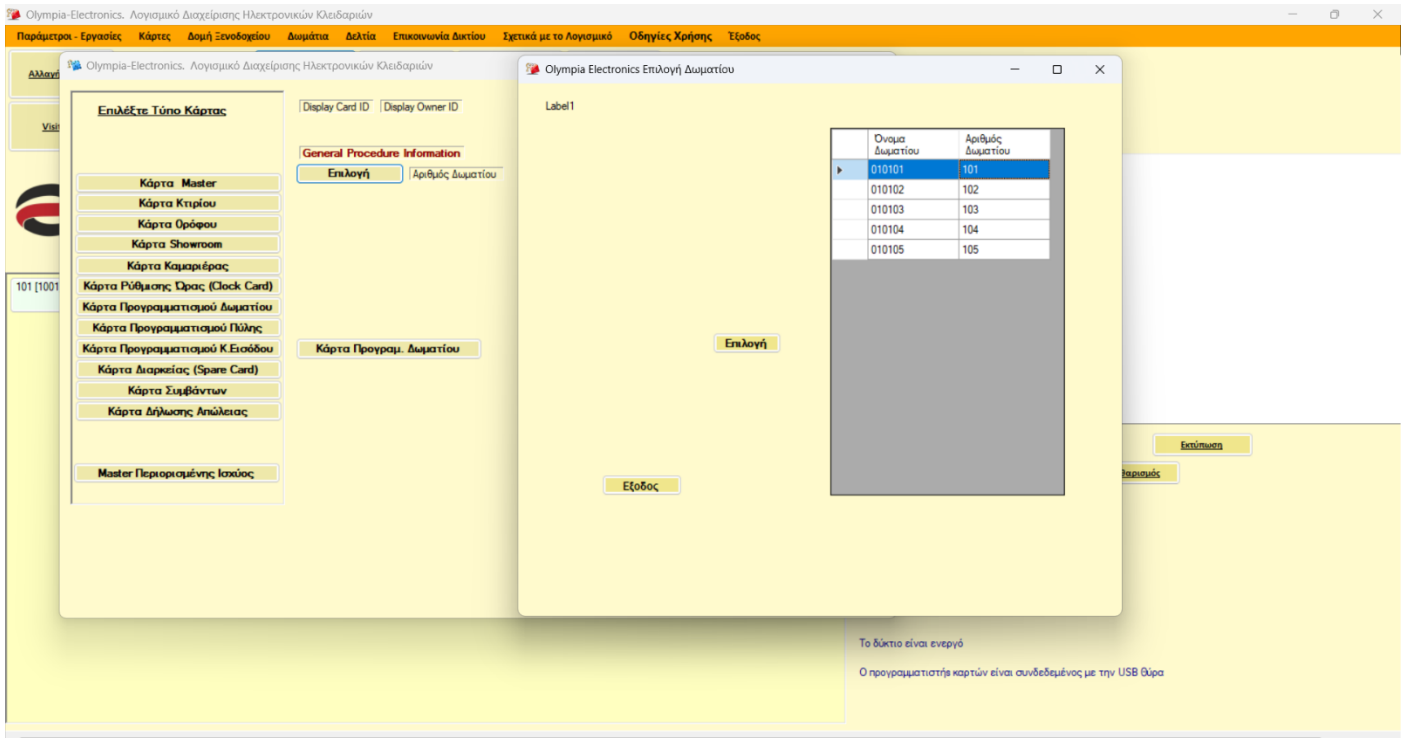 Olympia-Electronics. Λογισμικό Διαχείρισης Ηλεκτρονικών Κλειδαριών
Παράμετροι - Εργασίες Κάρτες Δομή Ξενοδοχείου Δωμάτια Δελτία Επικοινωνία Δικτύου Σχετικά με το Λογισμικό Οδηγίες Χρήσης Έξοδος
Olympia-Electronics. Λογισμικό Διαχείρισης Ηλεκτρονικών Κλειδαριών
Επιλέξτε Τύπο Κάρτας
Κάρτα Master
Κάρτα Κτιρίου
Κάρτα Ορόφου
Κάρτα Showroom
Κάρτα Καμαριέρας
Κάρτα Ρύθμισης Ώρας (Clock Card)
Κάρτα Προγραμματισμού Δωματίου
Κάρτα Προγραμματισμού Πύλης
Κάρτα Προγραμματισμού Κ.Εισόδου
Κάρτα Διαρκείας (Spare Card)
Κάρτα Συμβάντων
Κάρτα Δήλωσης Απώλειας
Master Περιορισμένης Ισχύος
Display Card ID Display Owner ID
General Procedure Information
Επιλογή Αριθμός Δωματίου
Κάρτα Προγραμ. Δωματίου
Olympia Electronics Επιλογή Δωματίου
Label1
Όνομα Δωματίου Αριθμός Δωματίου
010101 101
010102 102
010103 103
010104 104
010105 105
Επιλογή
Εξοδος
101 [1001
Εκτύπωση
Το δύκτιο είναι ενεργό
Ο προγραμματιστής καρτών είναι συνδεδεμένος με την USB θύρα